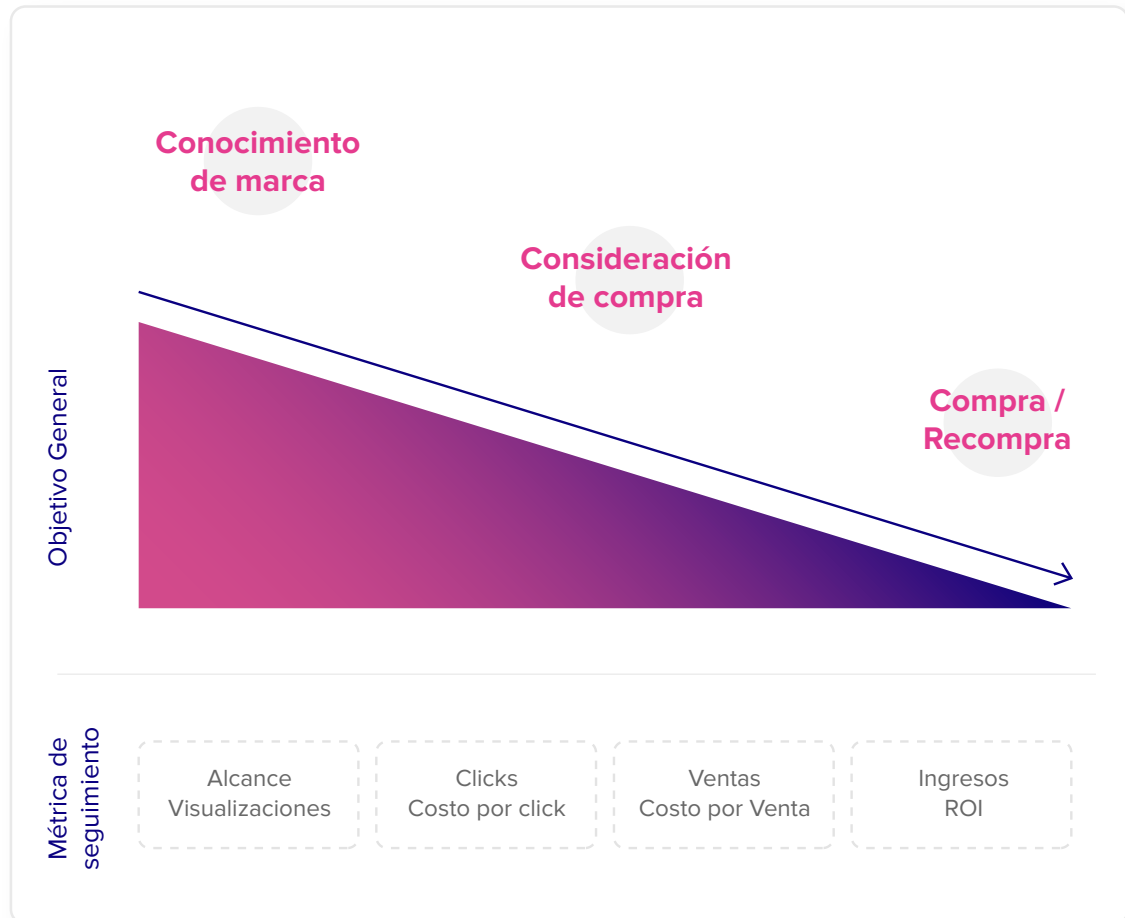 Conocimiento
de marca
Consideración
de compra
Compra /
Recompra
Objetivo General
Métrica de
seguimiento
Alcance
Visualizaciones
Clicks
Costo por click
Ventas
Costo por Venta
Ingresos
ROI